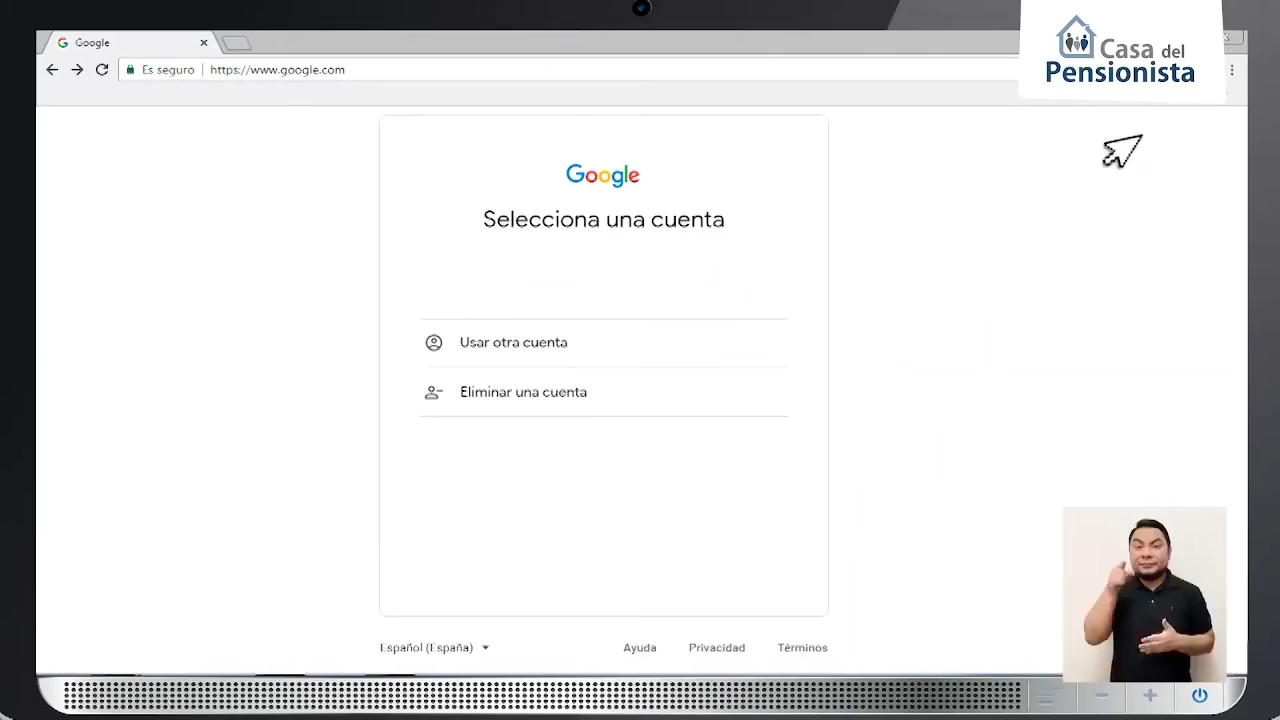 Google
Casa del
Pensionista
Es seguro
https://www.google.com
Google
Selecciona una cuenta
Usar otra cuenta
Eliminar una cuenta
Español (España)
Ayuda
Privacidad
Términos